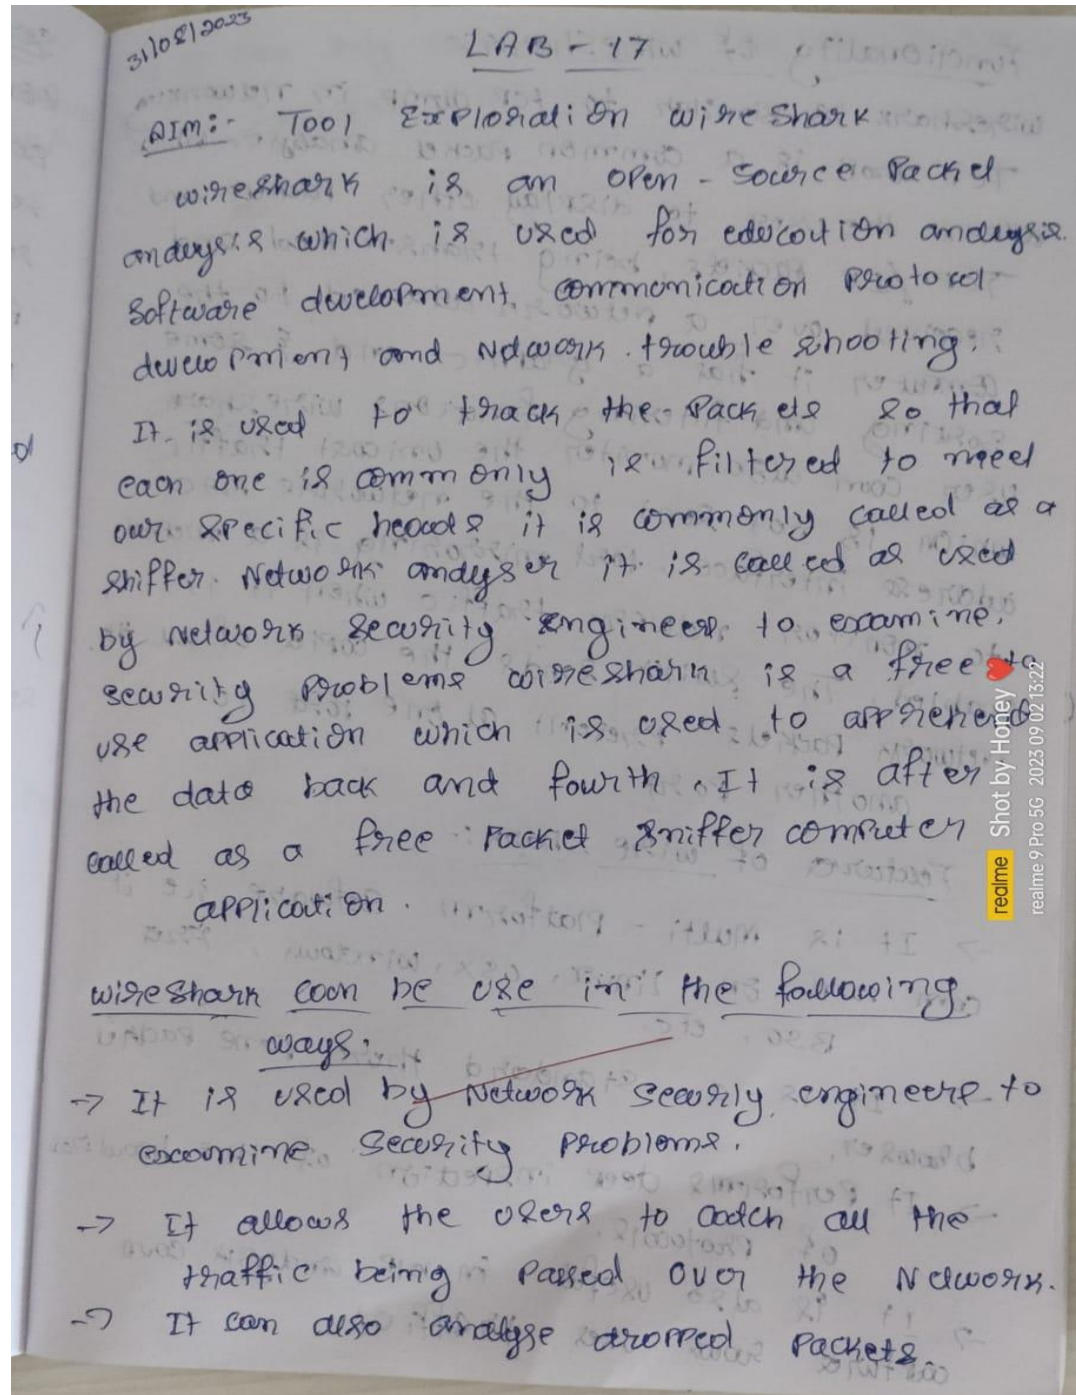 31/08/2023
LAB - 17
AIM:- Tool Exploration wire Shark
wireshark is an open - source Packet
analysis which is used for education analysis.
Software development, communication Protocol
development and Network trouble shooting.
It is used to track the Packets so that
each one is commonly is filtered to meet
our specific heads it is commonly called as a
sniffer Network analyser it is called as used
by Network security Engineers to examine.
security problems wireshark is a free to
use application which is used to apprehend
the data back and fourth. It is after
called as a free Packet sniffer computer
application.
wireshark can be use in the following
ways.
-> It is used by Network Securly engineers to
examine Security Problems.
-> It allows the users to catch all the
traffic being Passed over the Network.
-> It can also analyse dropped Packets.
realme Shot by Honey ❤
realme 9 Pro 5G 2023 09 02 13:22